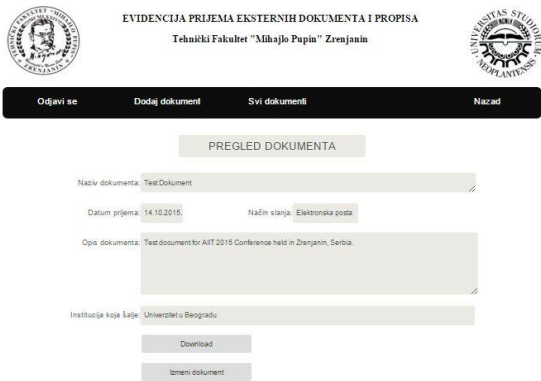 EVIDENCIJA PRIJEMA EKSTERNIH DOKUMENTA I PROPISA
Tehnički Fakultet "Mihajlo Pupin" Zrenjanin
Odjavi se Dodaj dokument Svi dokumenti Nazad
PREGLED DOKUMENTA
Naziv dokumenta: Test Dokument
Datum prijema: 14.10.2015. Način slanja: Elektronska posta
Opis dokumenta: Test document for AIIT 2015 Conference held in Zrenjanin, Serbia.
Institucija koja šalje: Univerzitet u Beogradu
Download
Izmeni dokument